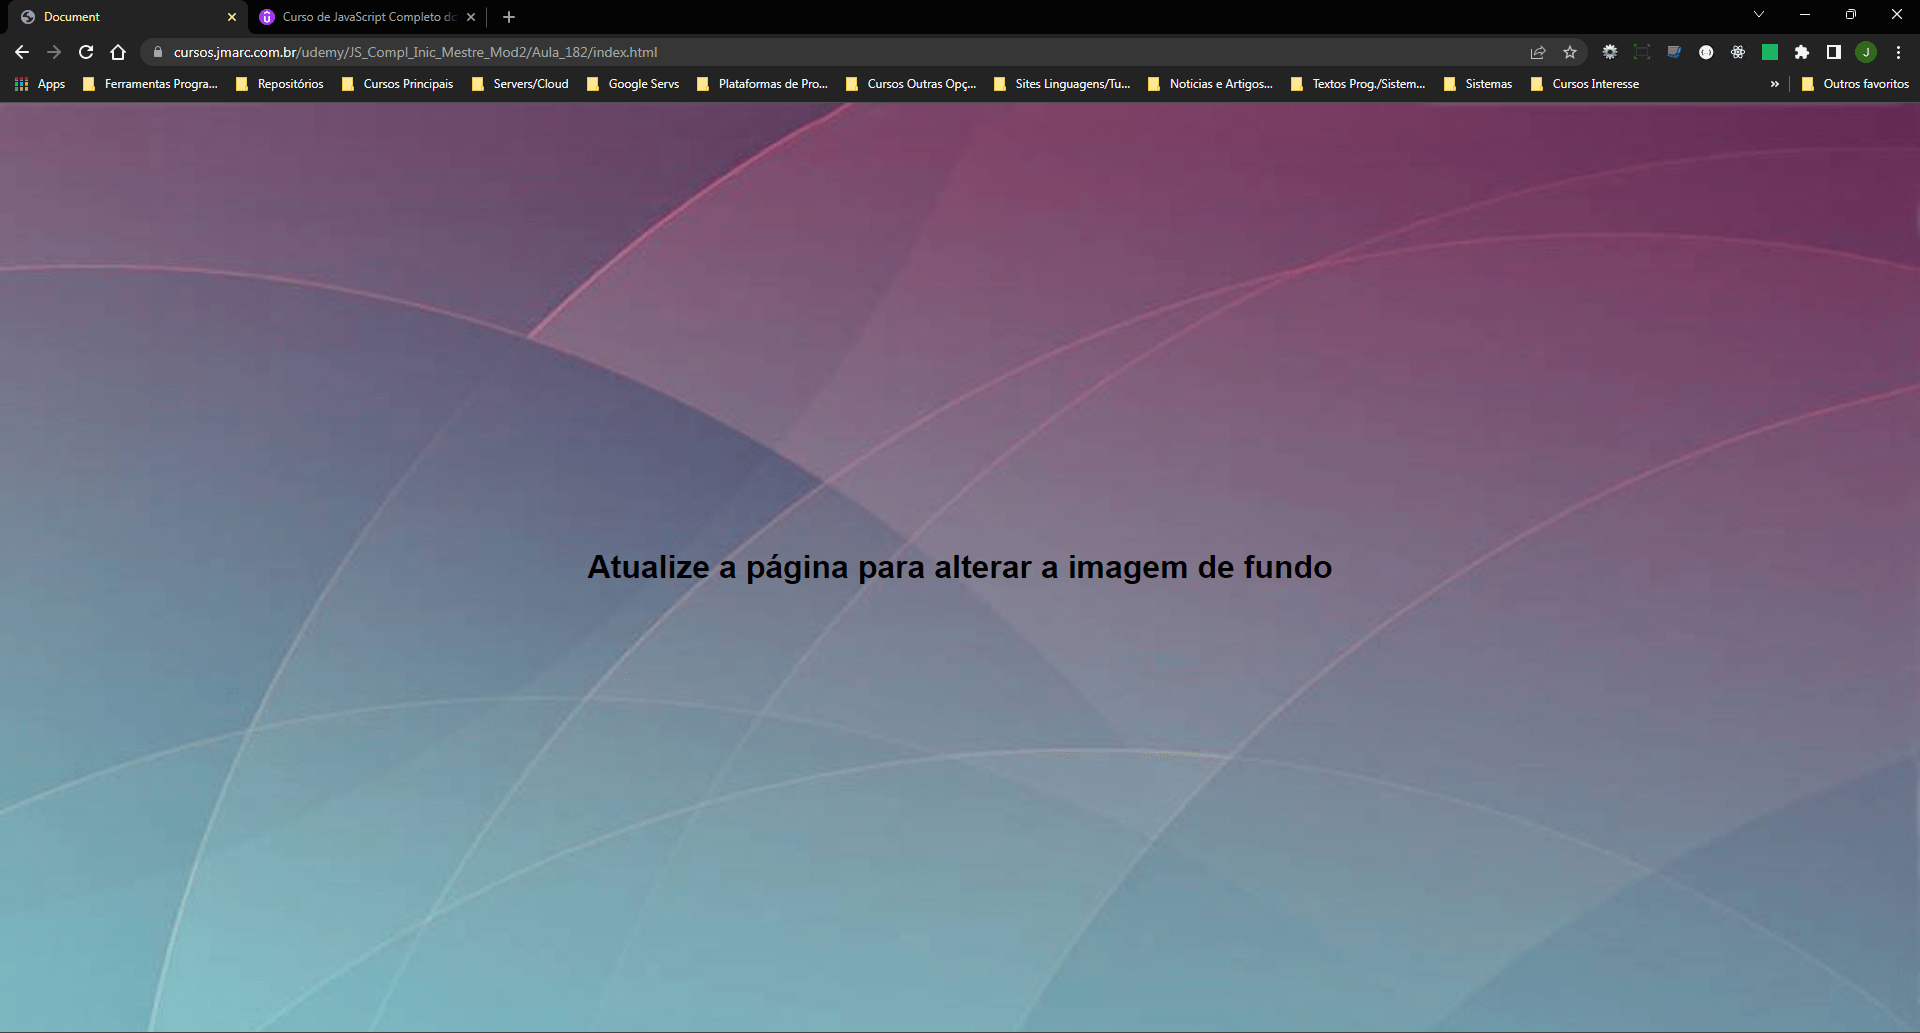 Document
Curso de JavaScript Completo do
cursos.jmarc.com.br/udemy/JS_Compl_Inic_Mestre_Mod2/Aula_182/index.html
J
Apps Ferramentas Progra... Repositórios Cursos Principais Servers/Cloud Google Servs Plataformas de Pro... Cursos Outras Opç... Sites Linguagens/Tu... Noticias e Artigos... Textos Prog./Sistem... Sistemas Cursos Interesse » Outros favoritos
Atualize a página para alterar a imagem de fundo